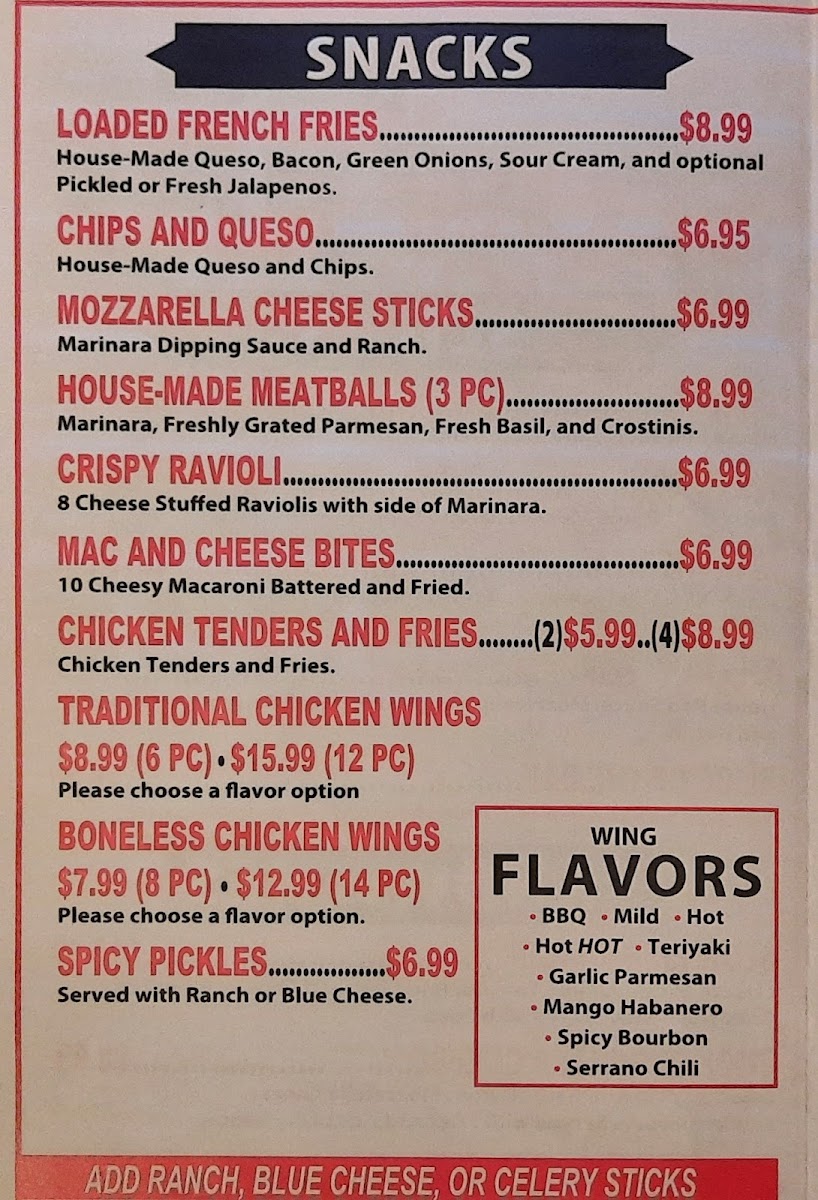 SNACKS
LOADED FRENCH FRIES............................................$8.99
House-Made Queso, Bacon, Green Onions, Sour Cream, and optional
Pickled or Fresh Jalapenos.
CHIPS AND QUESO.....................................................$6.95
House-Made Queso and Chips.
MOZZARELLA CHEESE STICKS.............................$6.99
Marinara Dipping Sauce and Ranch.
HOUSE-MADE MEATBALLS (3 PC).........................$8.99
Marinara, Freshly Grated Parmesan, Fresh Basil, and Crostinis.
CRISPY RAVIOLI.........................................................$6.99
8 Cheese Stuffed Raviolis with side of Marinara.
MAC AND CHEESE BITES.........................................$6.99
10 Cheesy Macaroni Battered and Fried.
CHICKEN TENDERS AND FRIES........(2)$5.99..(4)$8.99
Chicken Tenders and Fries.
TRADITIONAL CHICKEN WINGS
$8.99 (6 PC) • $15.99 (12 PC)
Please choose a flavor option
BONELESS CHICKEN WINGS
$7.99 (8 PC) • $12.99 (14 PC)
Please choose a flavor option.
SPICY PICKLES.................$6.99
Served with Ranch or Blue Cheese.
WING
FLAVORS
• BBQ • Mild • Hot
• Hot HOT • Teriyaki
• Garlic Parmesan
• Mango Habanero
• Spicy Bourbon
• Serrano Chili
ADD RANCH, BLUE CHEESE, OR CELERY STICKS